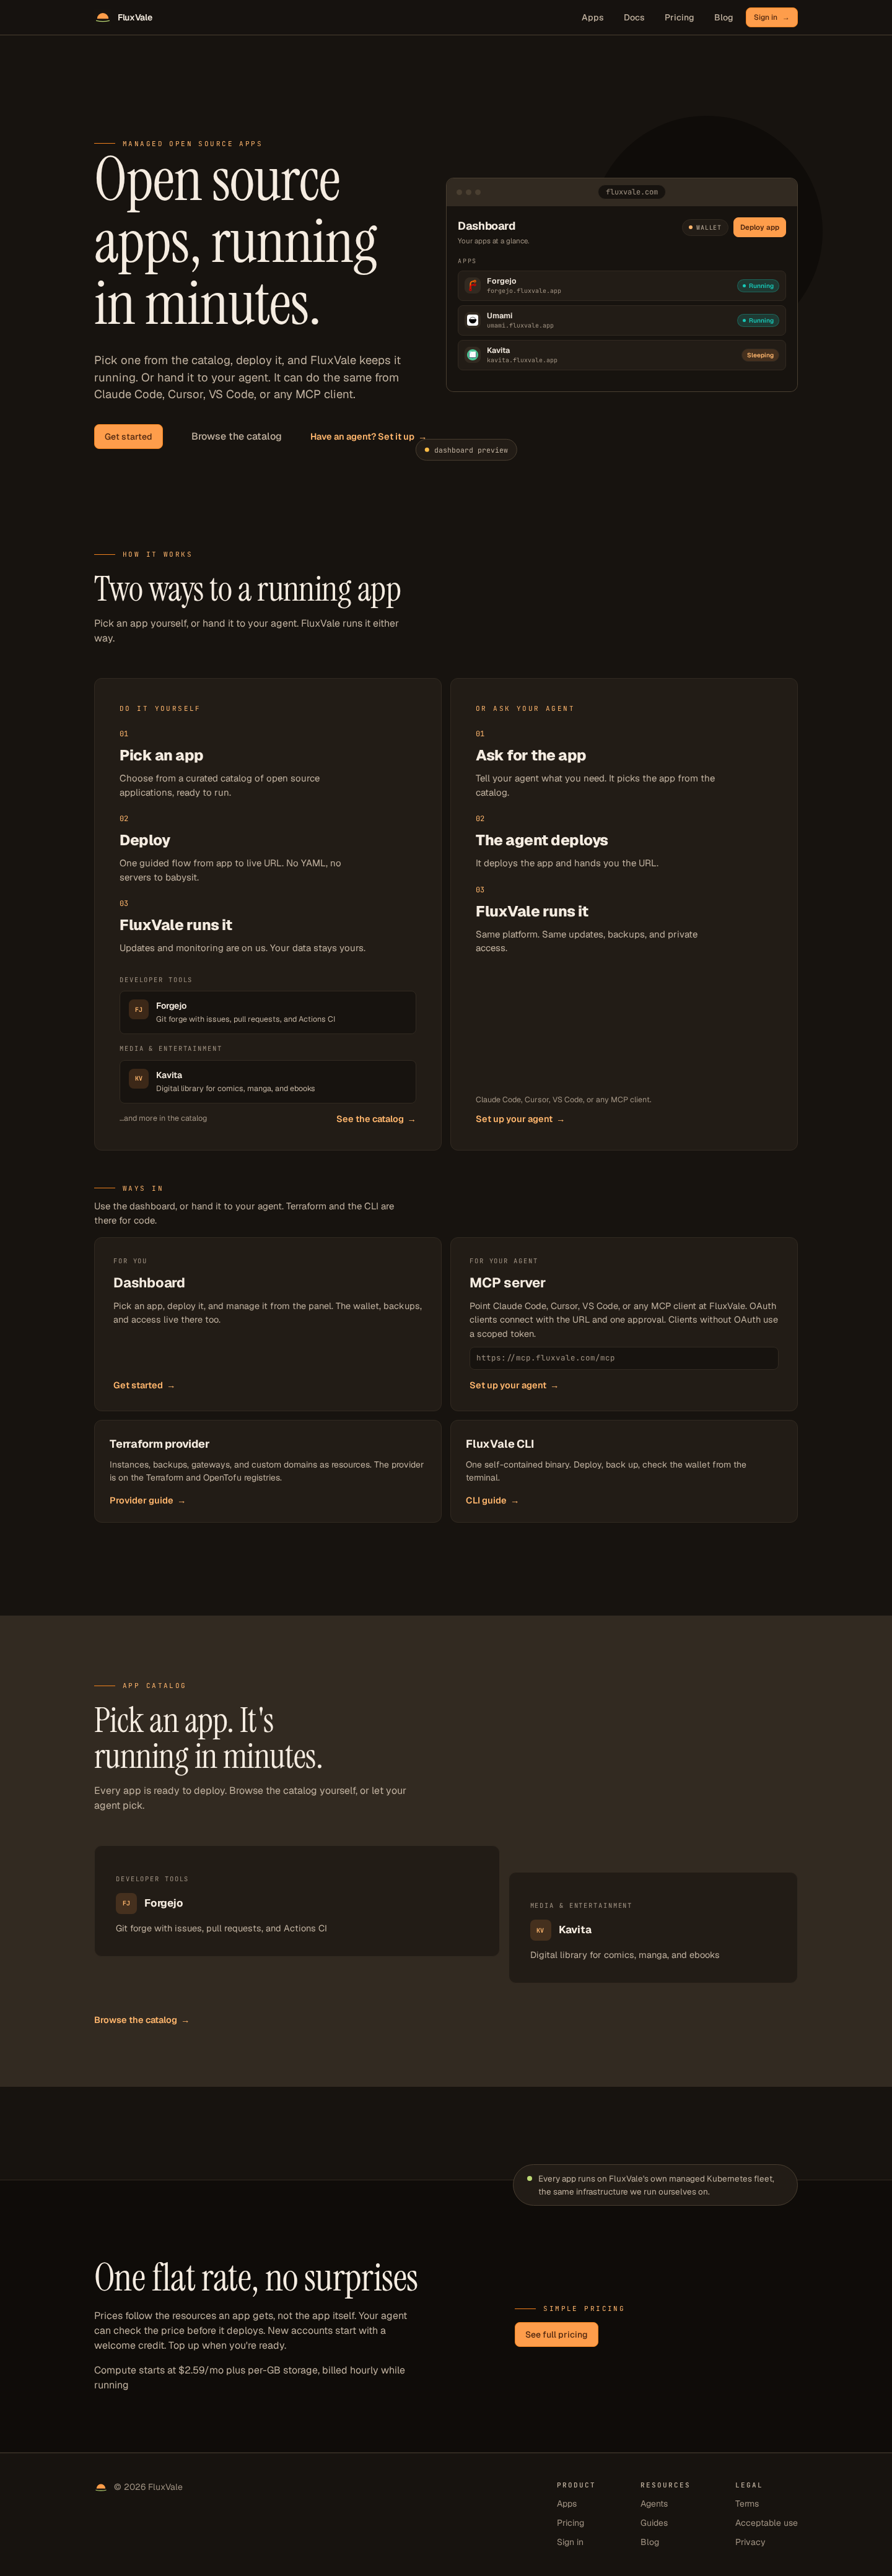 FluxVale
Apps Docs Pricing Blog Sign in →
MANAGED OPEN SOURCE APPS
Open source
apps, running
in minutes.
Pick one from the catalog, deploy it, and FluxVale keeps it
running. Or hand it to your agent. It can do the same from
Claude Code, Cursor, VS Code, or any MCP client.
Get started Browse the catalog Have an agent? Set it up →
fluxvale.com
Dashboard
Your apps at a glance.
WALLET Deploy app
APPS
Forgejo
forgejo.fluxvale.app
Running
Umami
umami.fluxvale.app
Running
Kavita
kavita.fluxvale.app
Sleeping
dashboard preview
HOW IT WORKS
Two ways to a running app
Pick an app yourself, or hand it to your agent. FluxVale runs it either
way.
DO IT YOURSELF
01
Pick an app
Choose from a curated catalog of open source
applications, ready to run.
02
Deploy
One guided flow from app to live URL. No YAML, no
servers to babysit.
03
FluxVale runs it
Updates and monitoring are on us. Your data stays yours.
DEVELOPER TOOLS
FJ
Forgejo
Git forge with issues, pull requests, and Actions CI
MEDIA & ENTERTAINMENT
KV
Kavita
Digital library for comics, manga, and ebooks
...and more in the catalog
See the catalog →
OR ASK YOUR AGENT
01
Ask for the app
Tell your agent what you need. It picks the app from the
catalog.
02
The agent deploys
It deploys the app and hands you the URL.
03
FluxVale runs it
Same platform. Same updates, backups, and private
access.
Claude Code, Cursor, VS Code, or any MCP client.
Set up your agent →
WAYS IN
Use the dashboard, or hand it to your agent. Terraform and the CLI are
there for code.
FOR YOU
Dashboard
Pick an app, deploy it, and manage it from the panel. The wallet, backups,
and access live there too.
Get started →
FOR YOUR AGENT
MCP server
Point Claude Code, Cursor, VS Code, or any MCP client at FluxVale. OAuth
clients connect with the URL and one approval. Clients without OAuth use
a scoped token.
https://mcp.fluxvale.com/mcp
Set up your agent →
Terraform provider
Instances, backups, gateways, and custom domains as resources. The provider
is on the Terraform and OpenTofu registries.
Provider guide →
FluxVale CLI
One self-contained binary. Deploy, back up, check the wallet from the
terminal.
CLI guide →
APP CATALOG
Pick an app. It's
running in minutes.
Every app is ready to deploy. Browse the catalog yourself, or let your
agent pick.
DEVELOPER TOOLS
FJ
Forgejo
Git forge with issues, pull requests, and Actions CI
MEDIA & ENTERTAINMENT
KV
Kavita
Digital library for comics, manga, and ebooks
Browse the catalog →
Every app runs on FluxVale's own managed Kubernetes fleet,
the same infrastructure we run ourselves on.
One flat rate, no surprises
Prices follow the resources an app gets, not the app itself. Your agent
can check the price before it deploys. New accounts start with a
welcome credit. Top up when you're ready.
Compute starts at $2.59/mo plus per-GB storage, billed hourly while
running
SIMPLE PRICING
See full pricing
© 2026 FluxVale
PRODUCT
Apps
Pricing
Sign in
RESOURCES
Agents
Guides
Blog
LEGAL
Terms
Acceptable use
Privacy